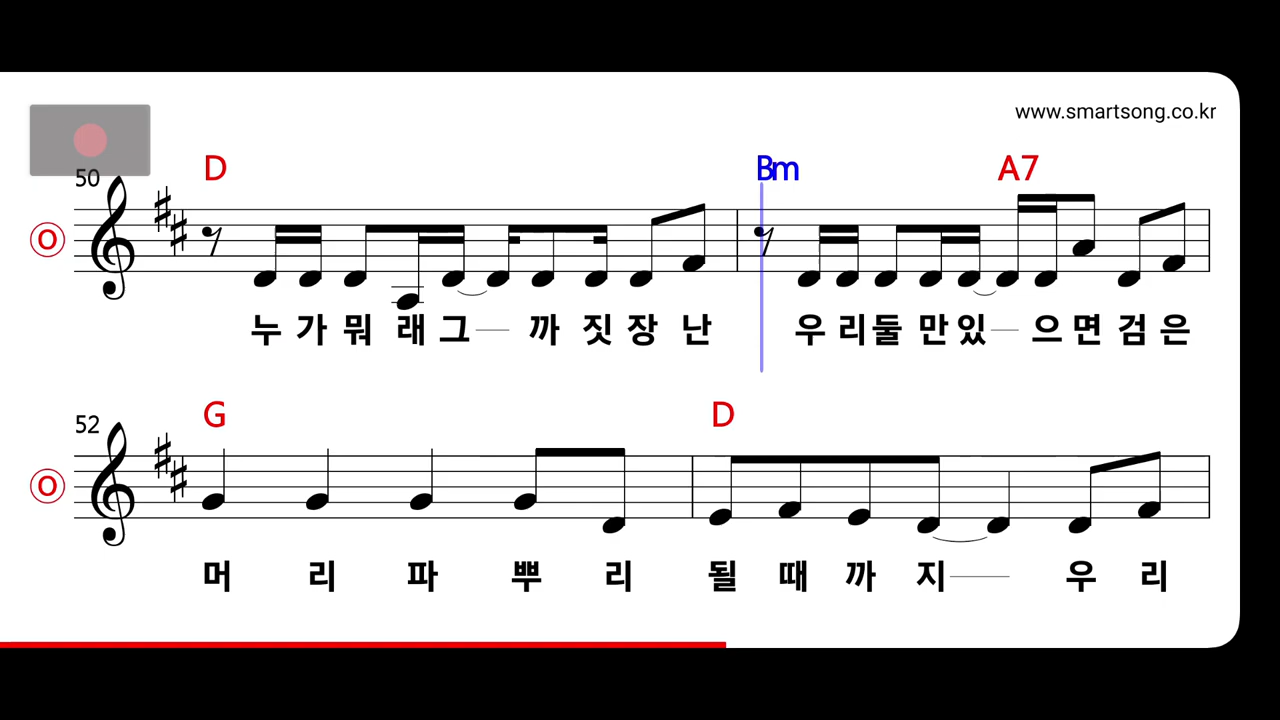 www.smartsong.co.kr
50 D Bm A7
O
누가뭐래그 까짓장난 우리둘만있 으면검은
52 G D
O
머리파뿌리 될때까지 우리